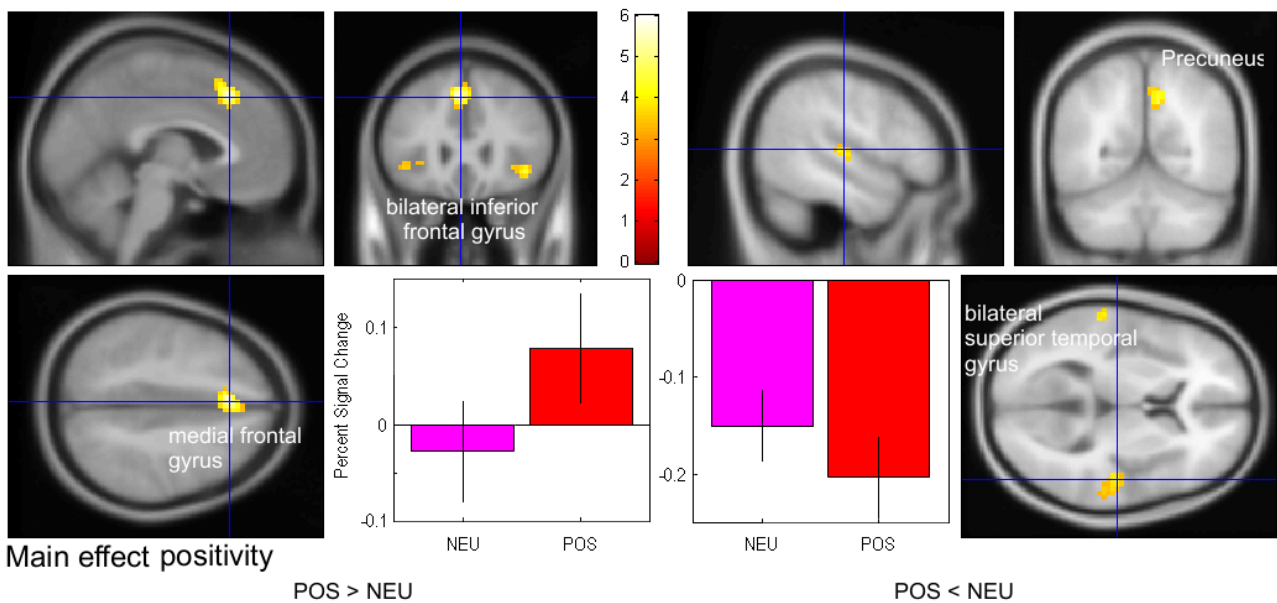 6
5
4
3
2
1
0
Precuneus
bilateral inferior
frontal gyrus
medial frontal
gyrus
Percent Signal Change
0.1
0
-0.1
NEU
POS
0
-0.1
-0.2
NEU
POS
bilateral
superior temporal
gyrus
Main effect positivity
POS > NEU
POS < NEU